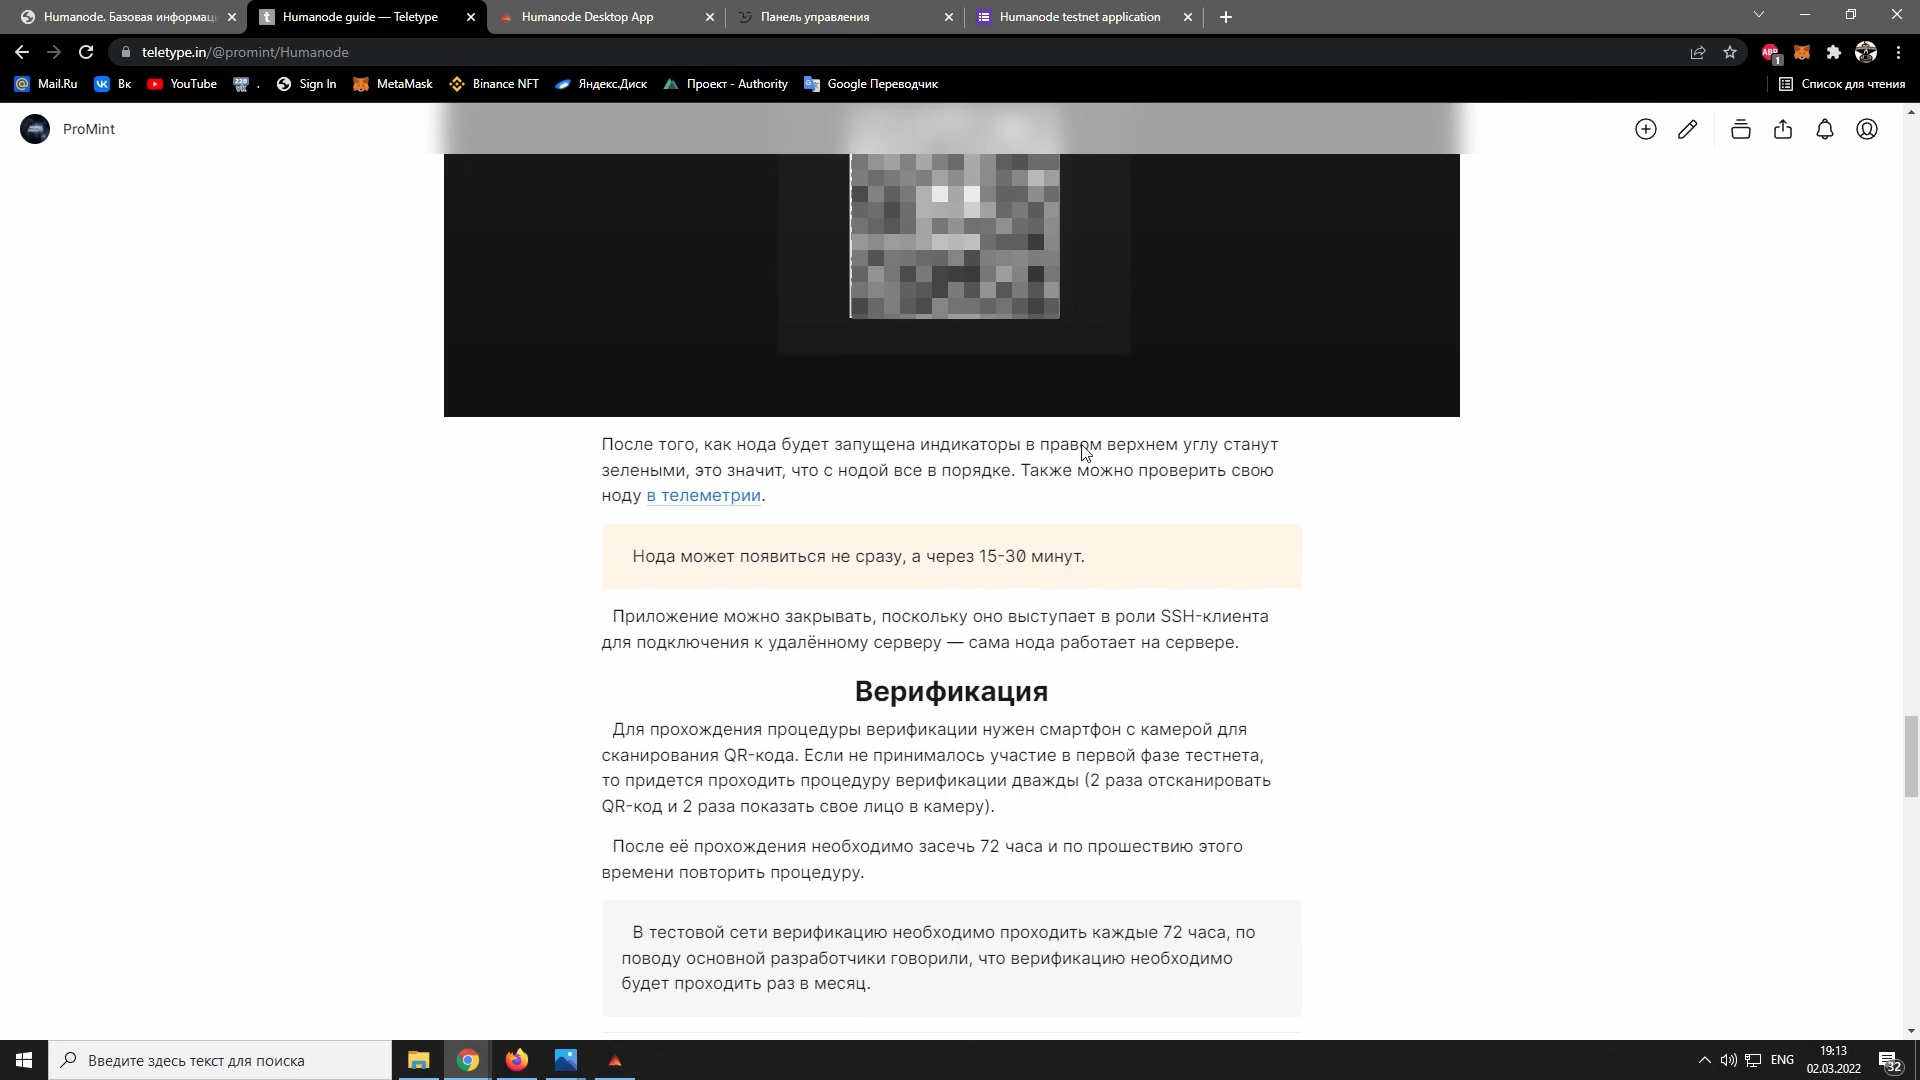 Humanode. Базовая информаци
Humanode guide — Teletype
Humanode Desktop App
Панель управления
Humanode testnet application
teletype.in/@promint/Humanode
ABP
1
Mail.Ru
Вк
YouTube
.
Sign In
MetaMask
Binance NFT
Яндекс.Диск
Проект - Authority
Google Переводчик
Список для чтения
ProMint
После того, как нода будет запущена индикаторы в правом верхнем углу станут
зелеными, это значит, что с нодой все в порядке. Также можно проверить свою
ноду в телеметрии.
Нода может появиться не сразу, а через 15-30 минут.
Приложение можно закрывать, поскольку оно выступает в роли SSH-клиента
для подключения к удалённому серверу — сама нода работает на сервере.
Верификация
Для прохождения процедуры верификации нужен смартфон с камерой для
сканирования QR-кода. Если не принималось участие в первой фазе тестнета,
то придется проходить процедуру верификации дважды (2 раза отсканировать
QR-код и 2 раза показать свое лицо в камеру).
После её прохождения необходимо засечь 72 часа и по прошествию этого
времени повторить процедуру.
В тестовой сети верификацию необходимо проходить каждые 72 часа, по
поводу основной разработчики говорили, что верификацию необходимо
будет проходить раз в месяц.
Введите здесь текст для поиска
ENG
19:13
02.03.2022
32